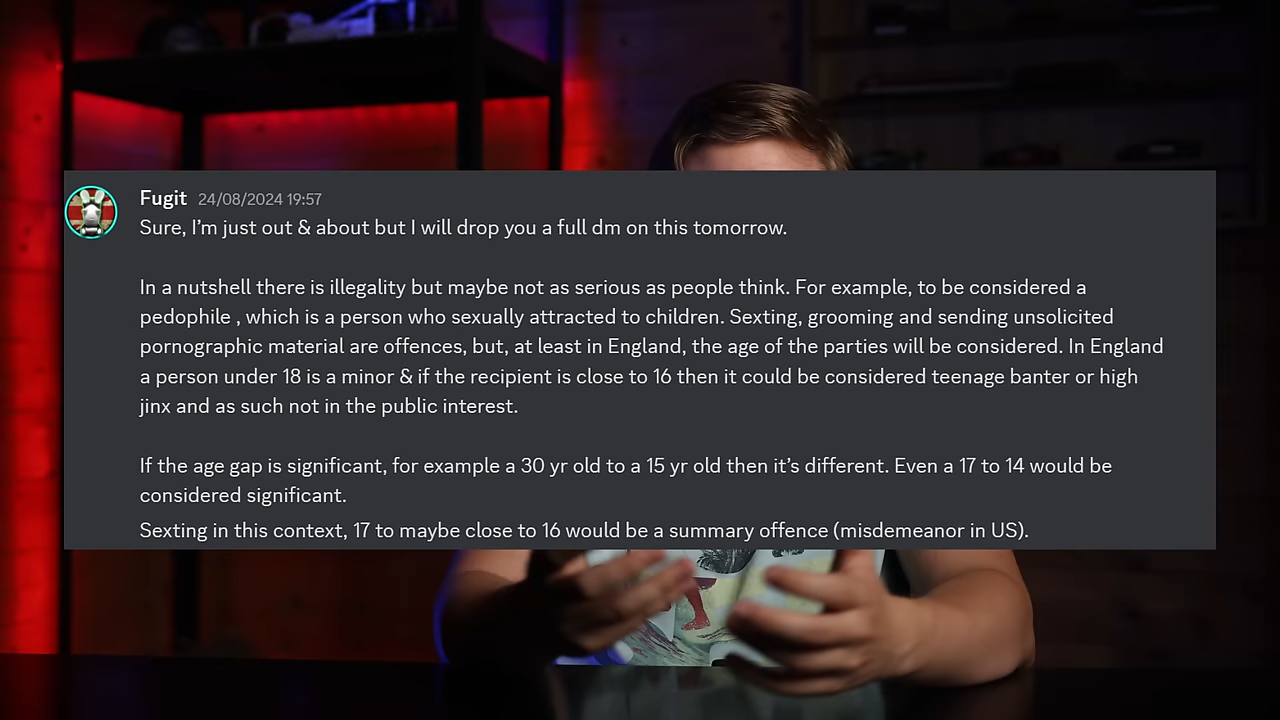 Fugit 24/08/2024 19:57
Sure, I’m just out & about but I will drop you a full dm on this tomorrow.
In a nutshell there is illegality but maybe not as serious as people think. For example, to be considered a
pedophile , which is a person who sexually attracted to children. Sexting, grooming and sending unsolicited
pornographic material are offences, but, at least in England, the age of the parties will be considered. In England
a person under 18 is a minor & if the recipient is close to 16 then it could be considered teenage banter or high
jinx and as such not in the public interest.
If the age gap is significant, for example a 30 yr old to a 15 yr old then it’s different. Even a 17 to 14 would be
considered significant.
Sexting in this context, 17 to maybe close to 16 would be a summary offence (misdemeanor in US).